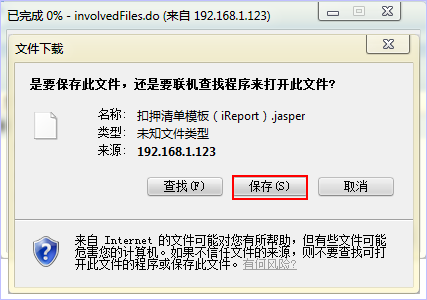 已完成 0% - involvedFiles.do (来自 192.168.1.123)
文件下载
是要保存此文件，还是要联机查找程序来打开此文件？
名称： 扣押清单模板（iReport）.jasper
类型： 未知文件类型
来源： 192.168.1.123
查找(F) 保存(S) 取消
来自 Internet 的文件可能对您有所帮助，但有些文件可能
危害您的计算机。如果不信任文件的来源，则不要查找可打
开此文件的程序或保存此文件。有何风险?